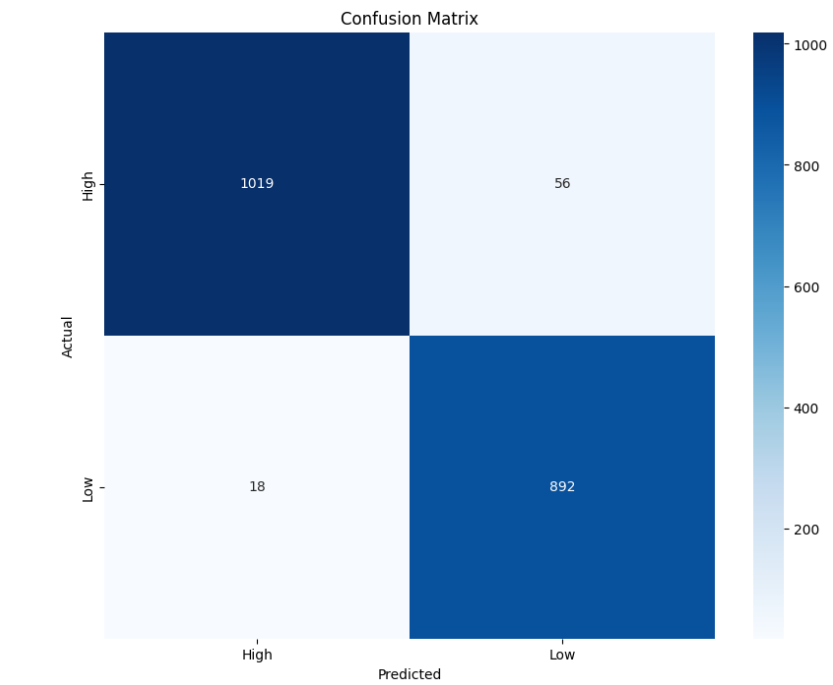 Confusion Matrix
High
1019
56
1000
800
600
400
200
Actual
Low
18
892
High
Low
Predicted